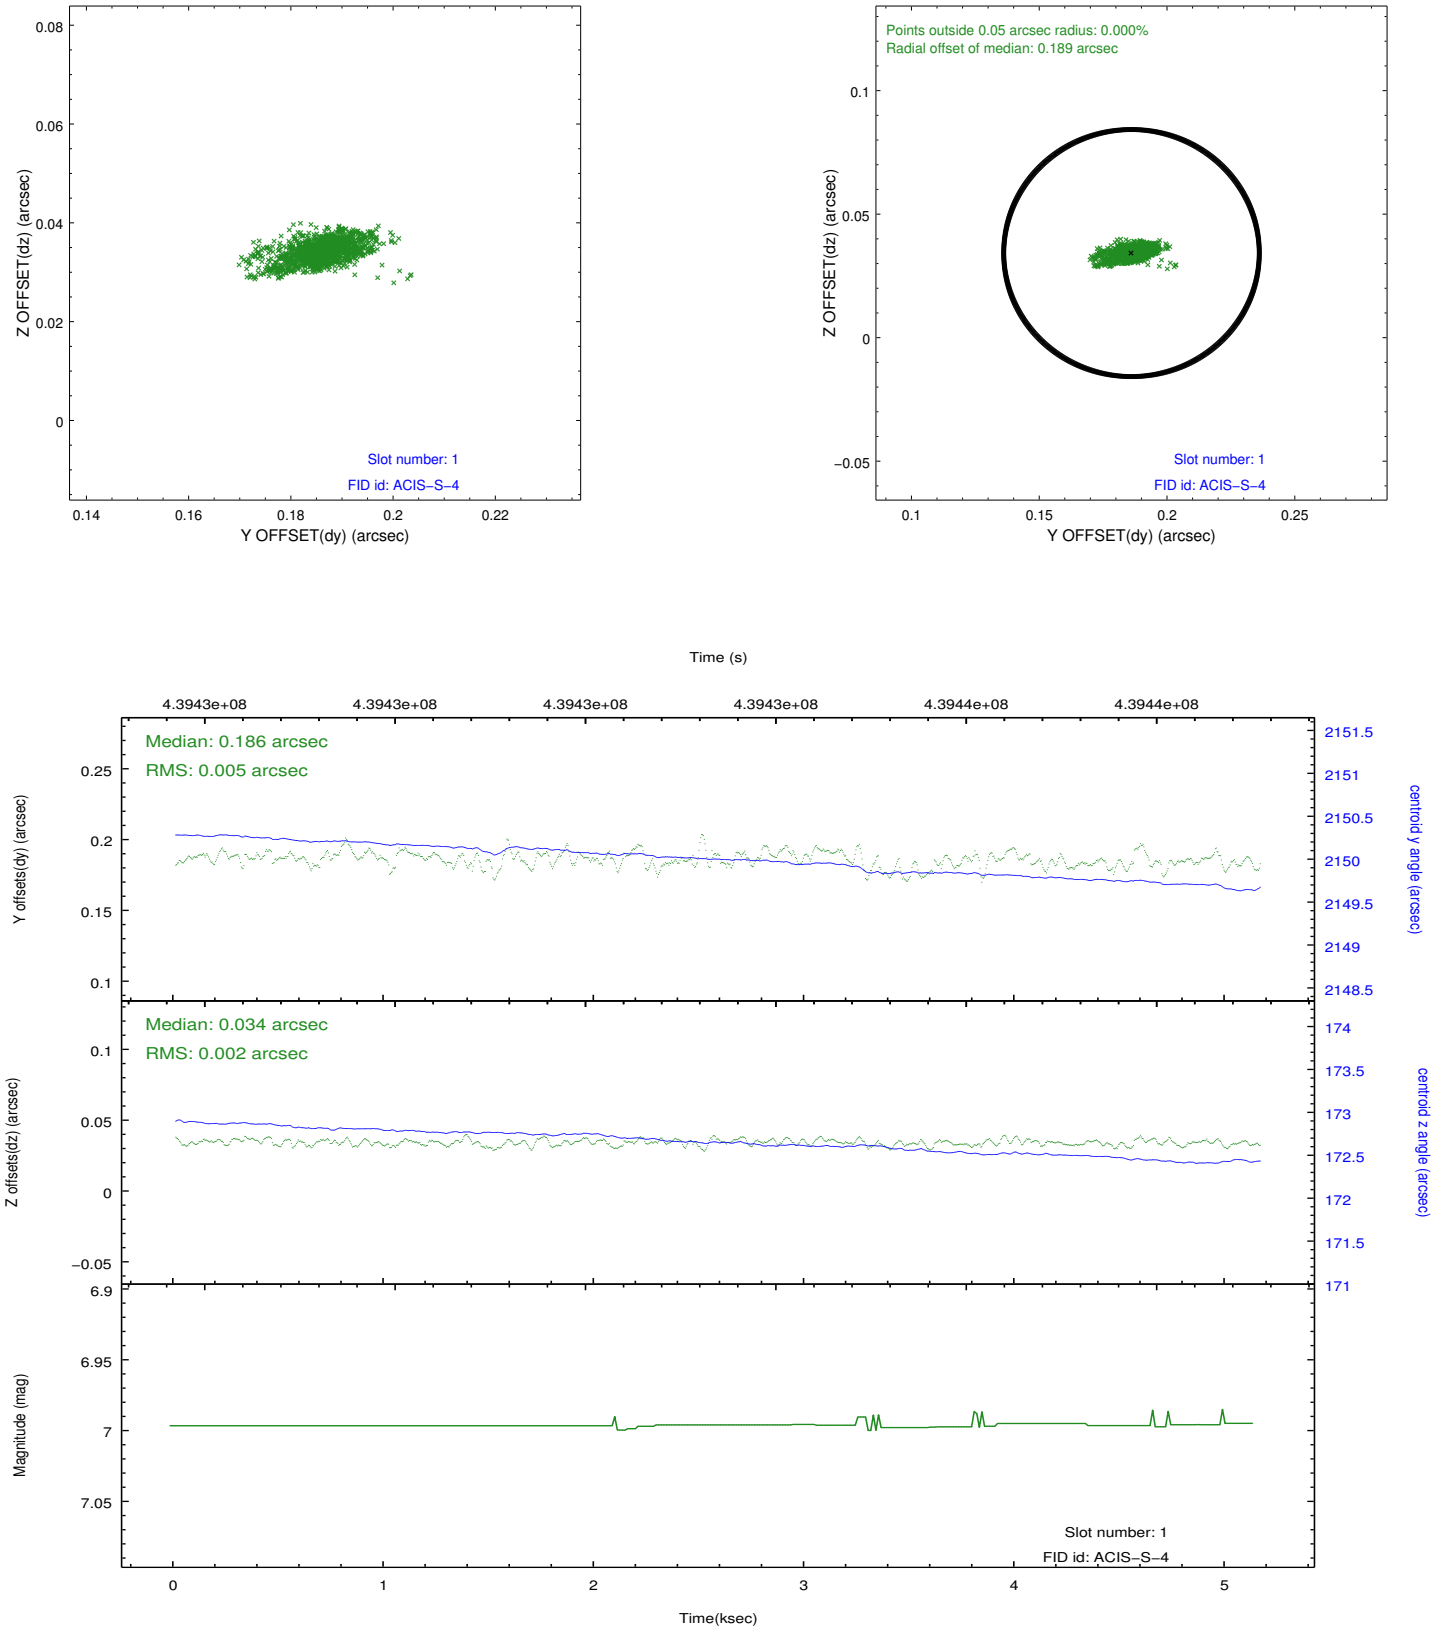 0.08
0.06
0.04
0.02
0
Z OFFSET(dz) (arcsec)
Slot number: 1
FID id: ACIS−S−4
0.14 0.16 0.18 0.2 0.22
Y OFFSET(dy) (arcsec)
Points outside 0.05 arcsec radius: 0.000%
Radial offset of median: 0.189 arcsec
0.1
0.05
0
−0.05
Z OFFSET(dz) (arcsec)
Slot number: 1
FID id: ACIS−S−4
0.1 0.15 0.2 0.25
Y OFFSET(dy) (arcsec)
Time (s)
4.3943e+08 4.3943e+08 4.3943e+08 4.3943e+08 4.3944e+08 4.3944e+08
Median: 0.186 arcsec
RMS: 0.005 arcsec
0.25
0.2
0.15
0.1
Y offsets(dy) (arcsec)
2151.5
2151
2150.5
2150
2149.5
2149
2148.5
centroid y angle (arcsec)
Median: 0.034 arcsec
RMS: 0.002 arcsec
0.1
0.05
0
−0.05
Z offsets(dz) (arcsec)
174
173.5
173
172.5
172
171.5
171
centroid z angle (arcsec)
6.9
6.95
7
7.05
Magnitude (mag)
Slot number: 1
FID id: ACIS−S−4
0 1 2 3 4 5
Time(ksec)